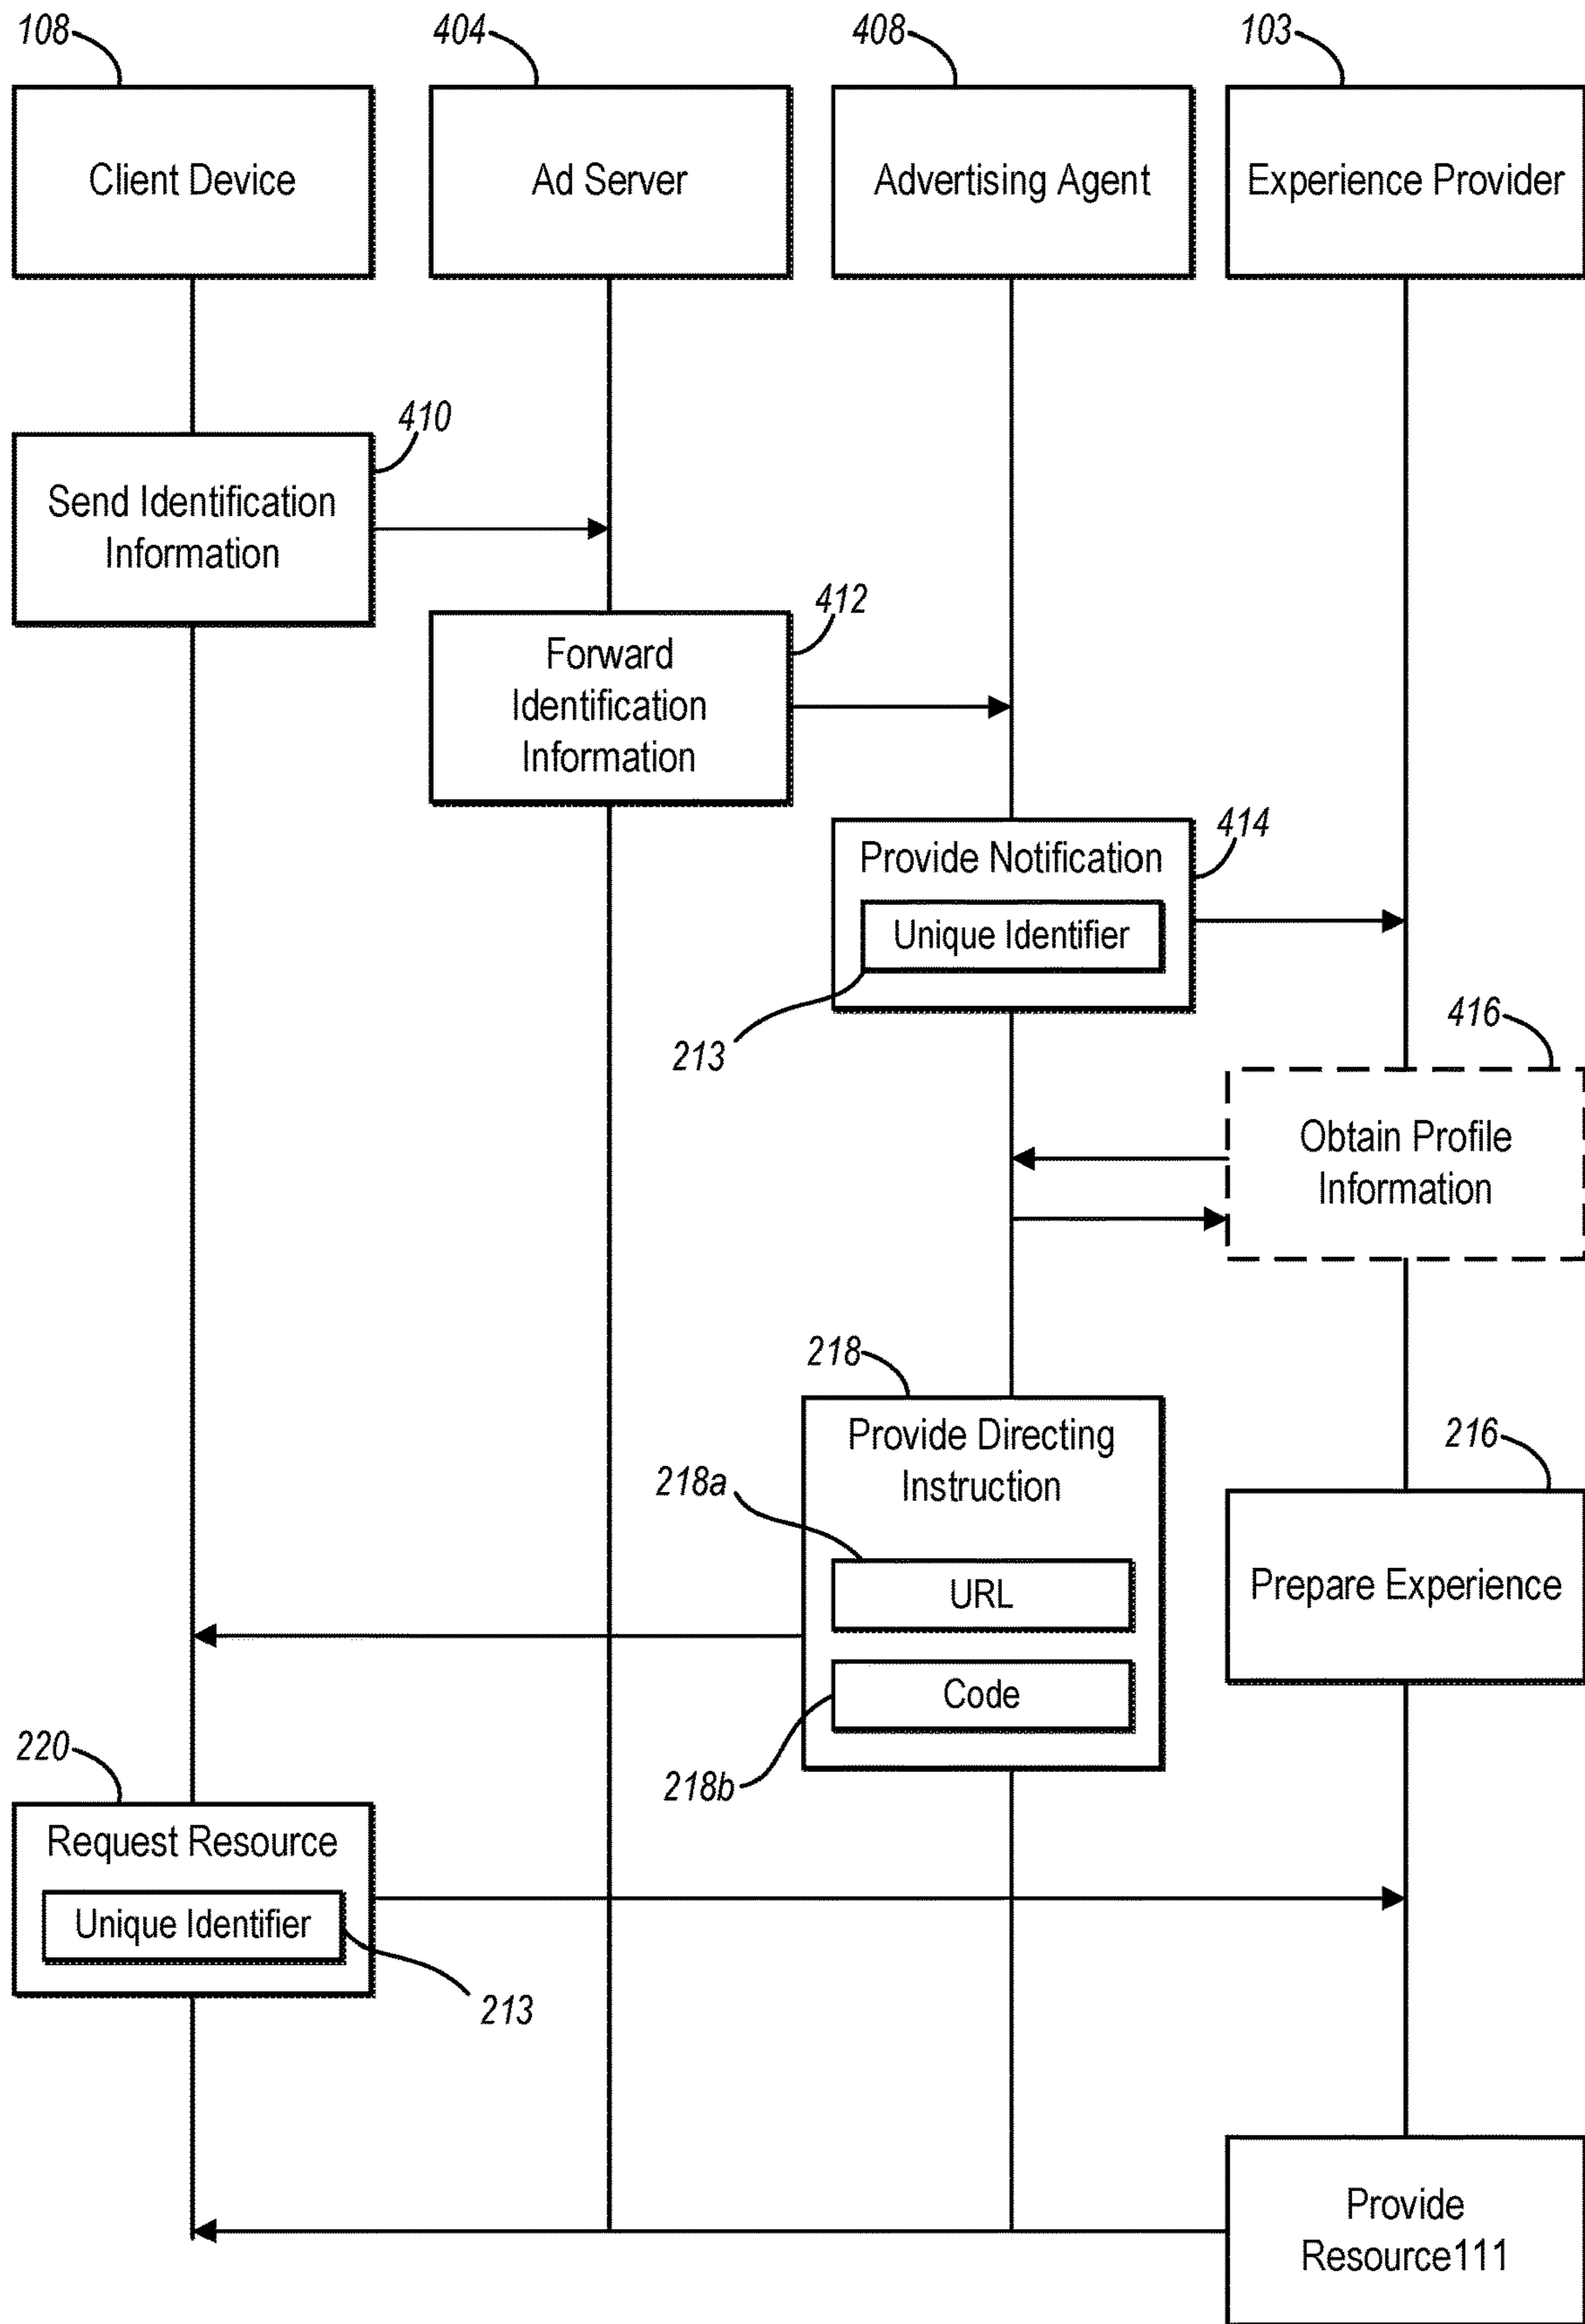 108
404
408
103
Client Device
Ad Server
Advertising Agent
Experience Provider
410
Send Identification
Information
412
Forward
Identification
Information
414
Provide Notification
Unique Identifier
213
416
Obtain Profile
Information
218
Provide Directing
Instruction
218a
URL
218b
Code
216
Prepare Experience
220
Request Resource
Unique Identifier
213
Provide
Resource111